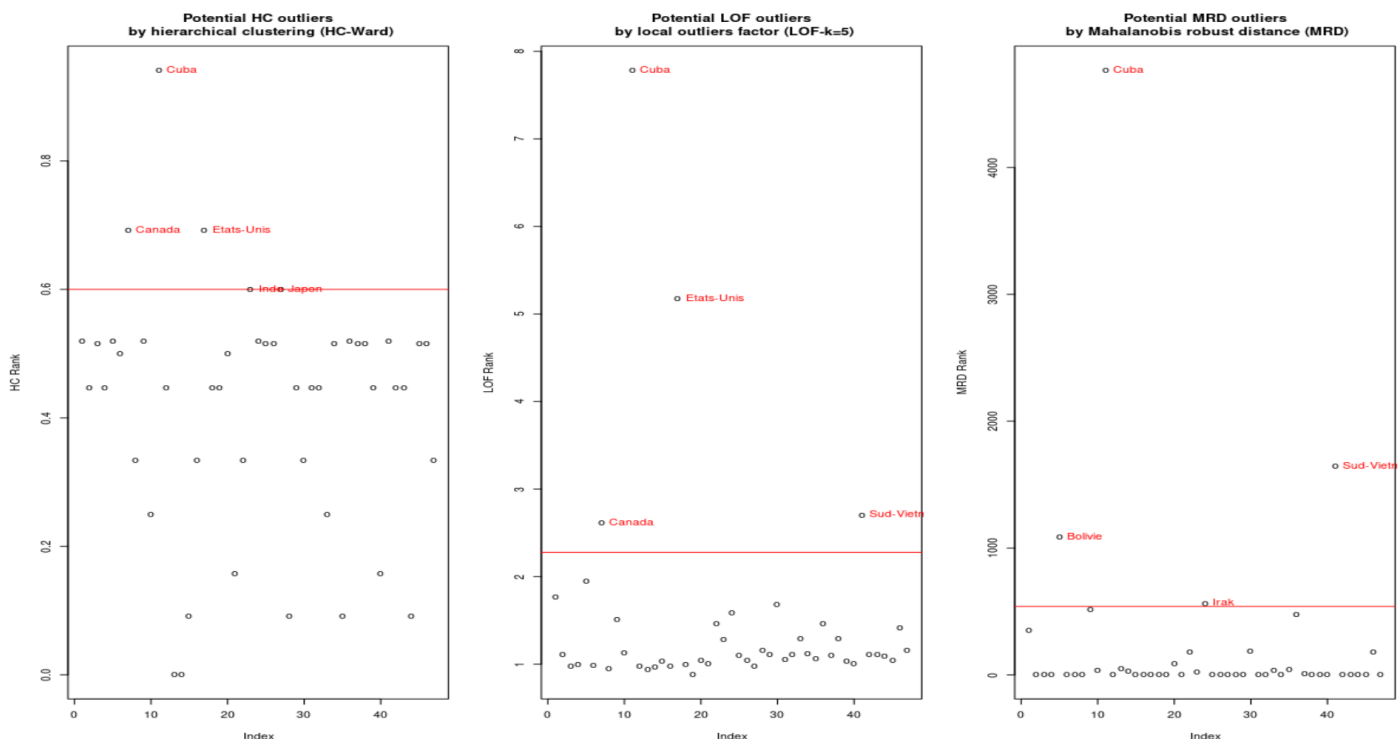 Potential HC outliers
by hierarchical clustering (HC-Ward)
HC Rank
0.0
0.2
0.4
0.6
0.8
Cuba
Canada
Etats-Unis
Japon
0
10
20
30
40
Index
Potential LOF outliers
by local outliers factor (LOF-k=5)
LOF Rank
1
2
3
4
5
6
7
8
Cuba
Etats-Unis
Canada
Sud-Vietn
0
10
20
30
40
Index
Potential MRD outliers
by Mahalanobis robust distance (MRD)
MRD Rank
0
1000
2000
3000
4000
Cuba
Sud-Vietn
Bolivie
Irak
0
10
20
30
40
Index